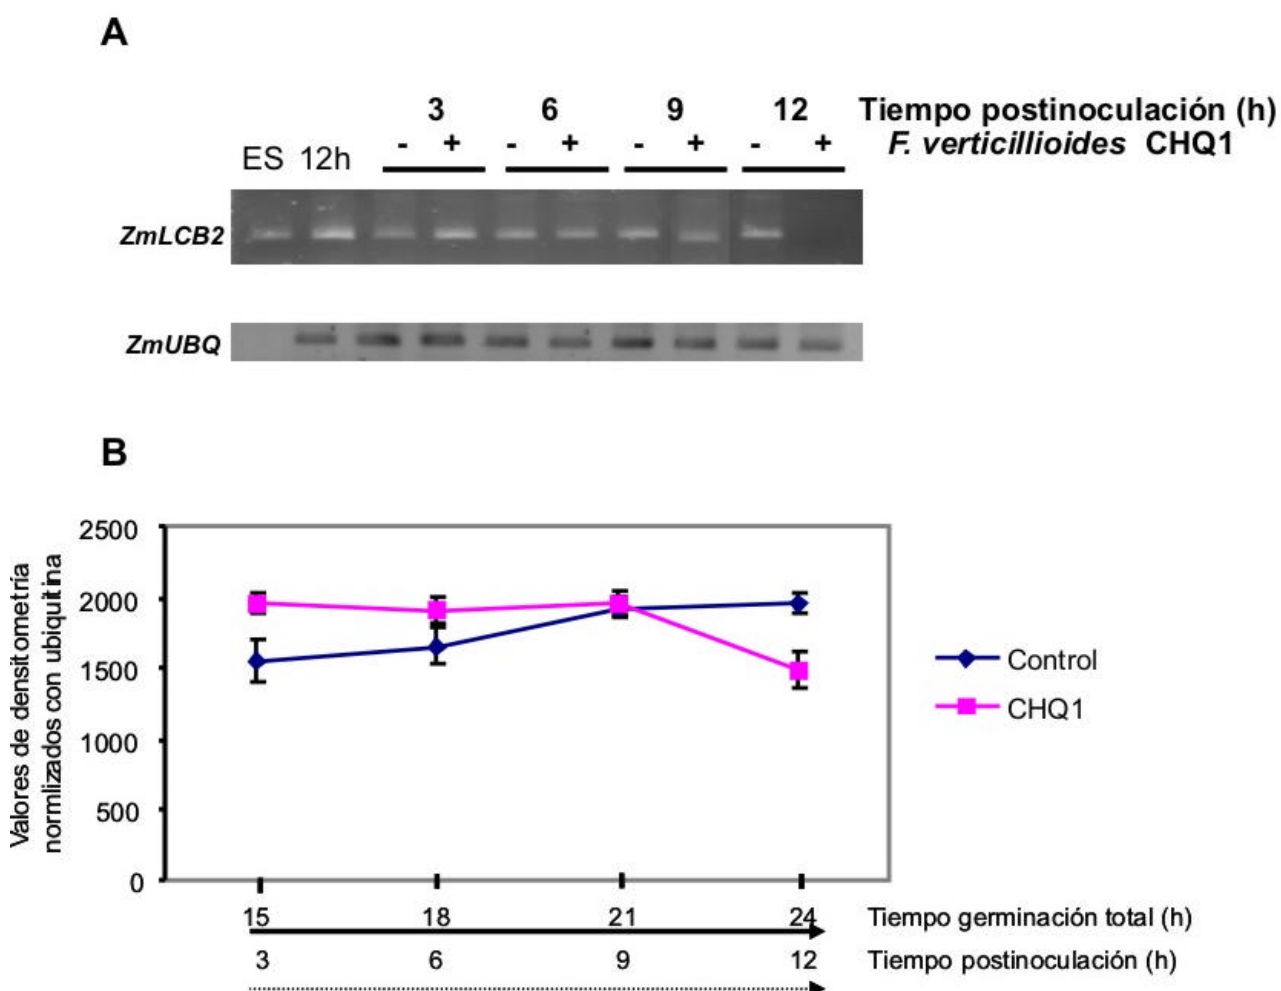 A
3 6 9 12 Tiempo postinoculación (h)
- + - + - + - + F. verticillioides CHQ1
ES 12h
ZmLCB2
ZmUBQ
B
Valores de densitometría
normlizados con ubiquitina
2500
2000
1500
1000
500
0
Control
CHQ1
15 18 21 24 Tiempo germinación total (h)
3 6 9 12 Tiempo postinoculación (h)